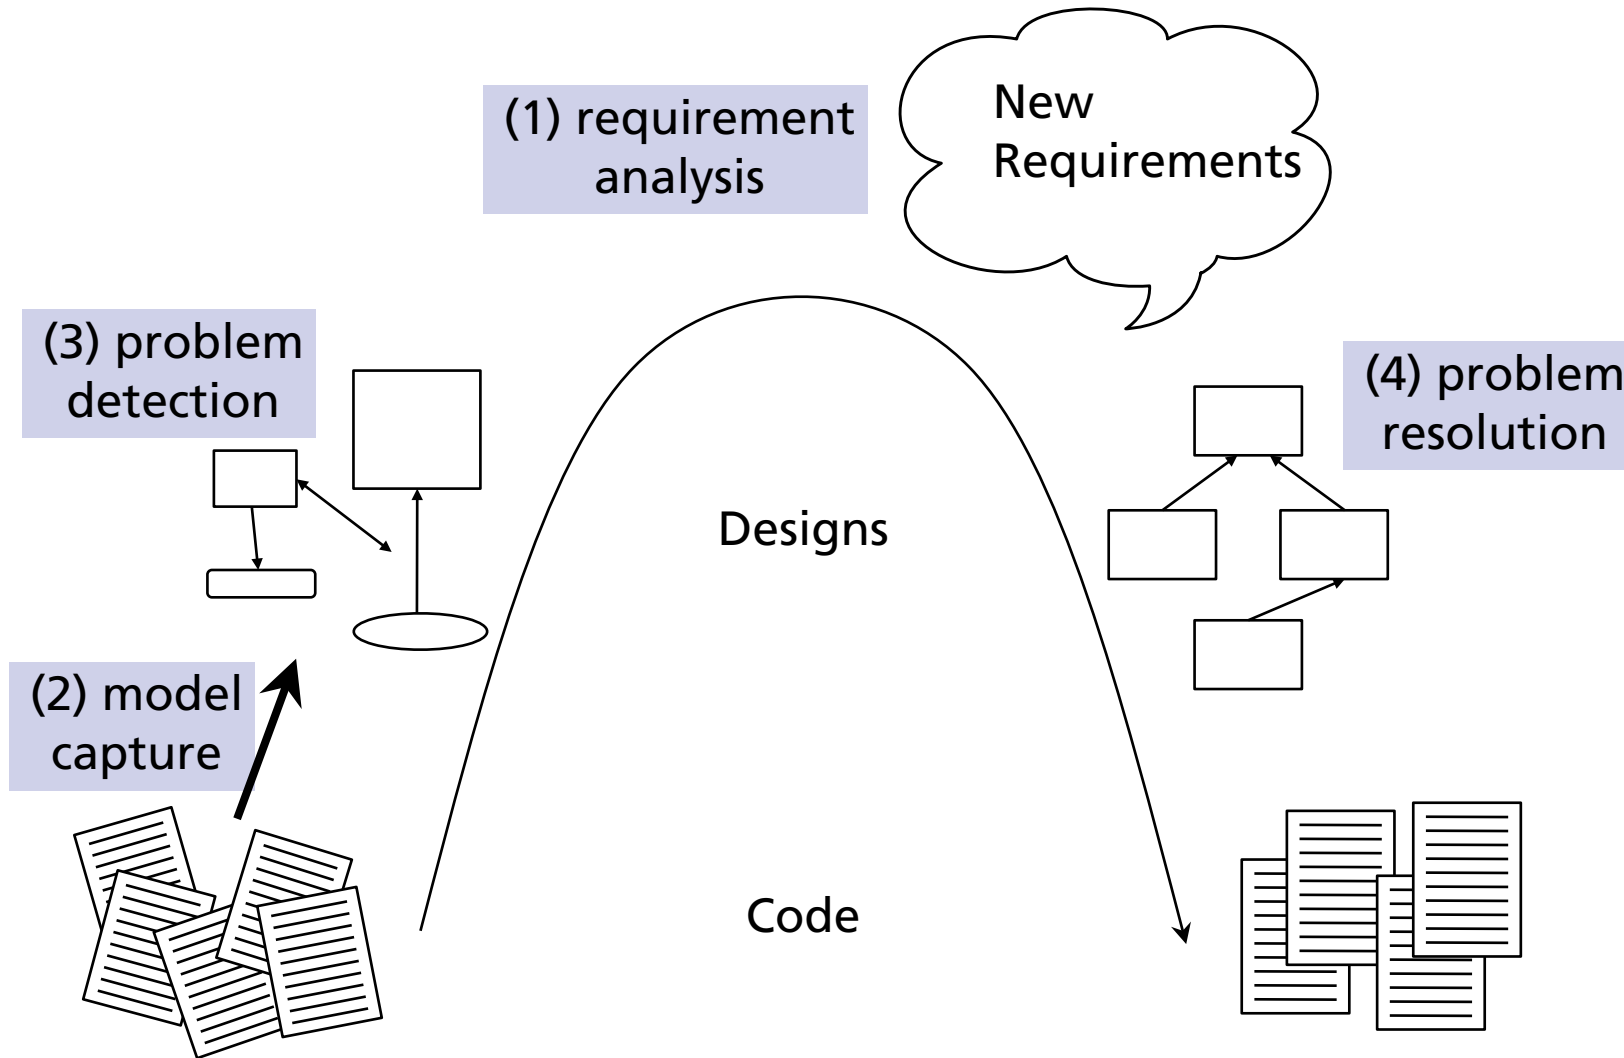 (1) requirement
analysis
New
Requirements
(3) problem
detection
(4) problem
resolution
Designs
(2) model
capture
Code